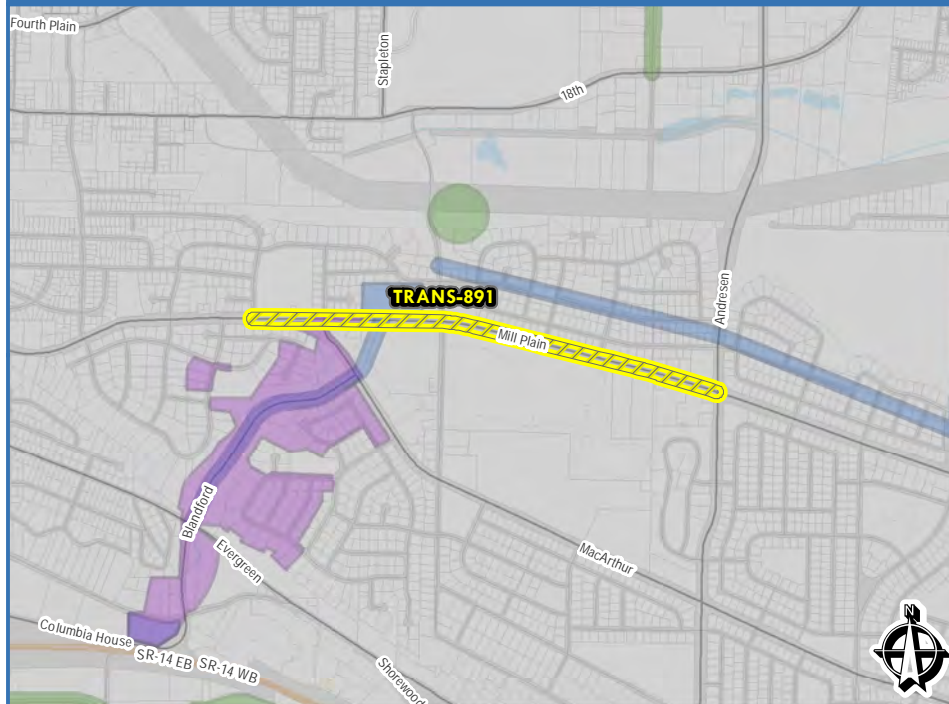 Fourth Plain
Stapleton
18th
Andresen
TRANS-891
Mill Plain
Blandford
Evergreen
MacArthur
Columbia House
SR-14 EB
SR-14 WB
Shorewood
N